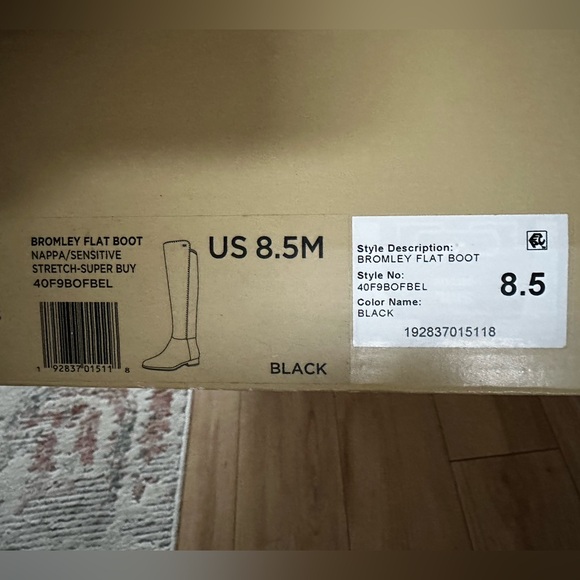 BROMLEY FLAT BOOT
NAPPA/SENSITIVE
STRETCH-SUPER BUY
40F9BOFBEL
1 92837 01511 8
US 8.5M
BLACK
Style Description:
BROMLEY FLAT BOOT
Style No:
40F9BOFBEL
8.5
Color Name:
BLACK
192837015118